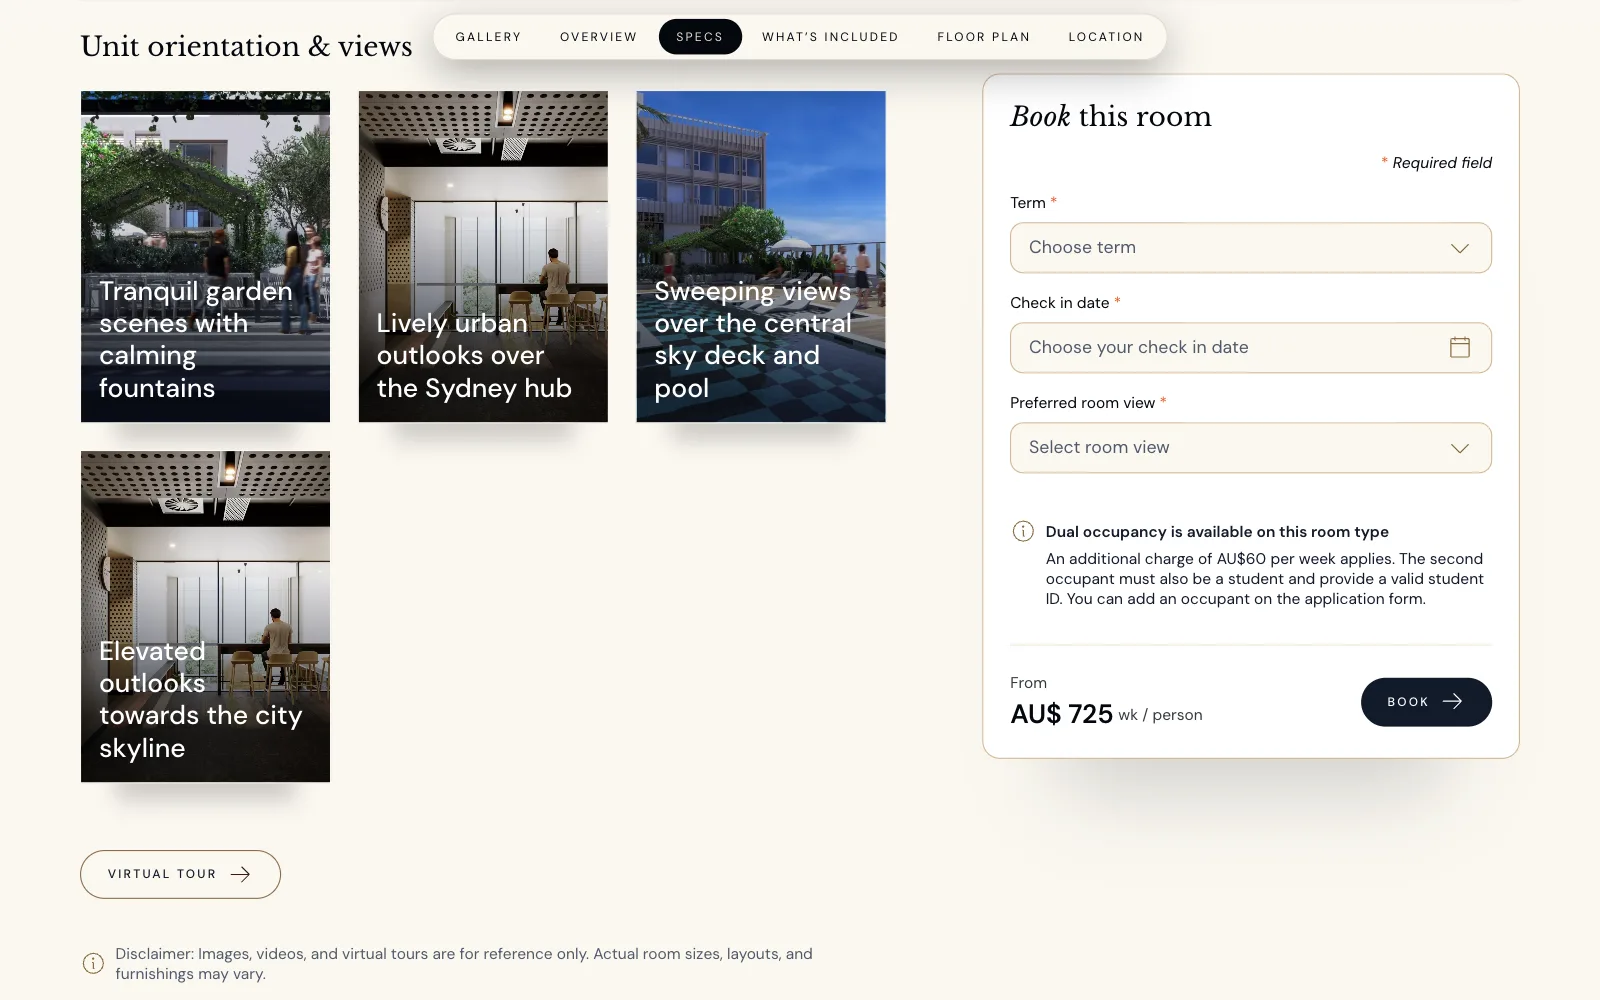 GALLERY
OVERVIEW
SPECS
WHAT'S INCLUDED
FLOOR PLAN
LOCATION
Unit orientation & views
Tranquil garden
scenes with
calming
fountains
Lively urban
outlooks over
the Sydney hub
Sweeping views
over the central
sky deck and
pool
Elevated
outlooks
towards the city
skyline
VIRTUAL TOUR
Disclaimer: Images, videos, and virtual tours are for reference only. Actual room sizes, layouts, and
furnishings may vary.
Book this room
* Required field
Term *
Choose term
Check in date *
Choose your check in date
Preferred room view *
Select room view
Dual occupancy is available on this room type
An additional charge of AU$60 per week applies. The second
occupant must also be a student and provide a valid student
ID. You can add an occupant on the application form.
From
AU$ 725 wk / person
BOOK